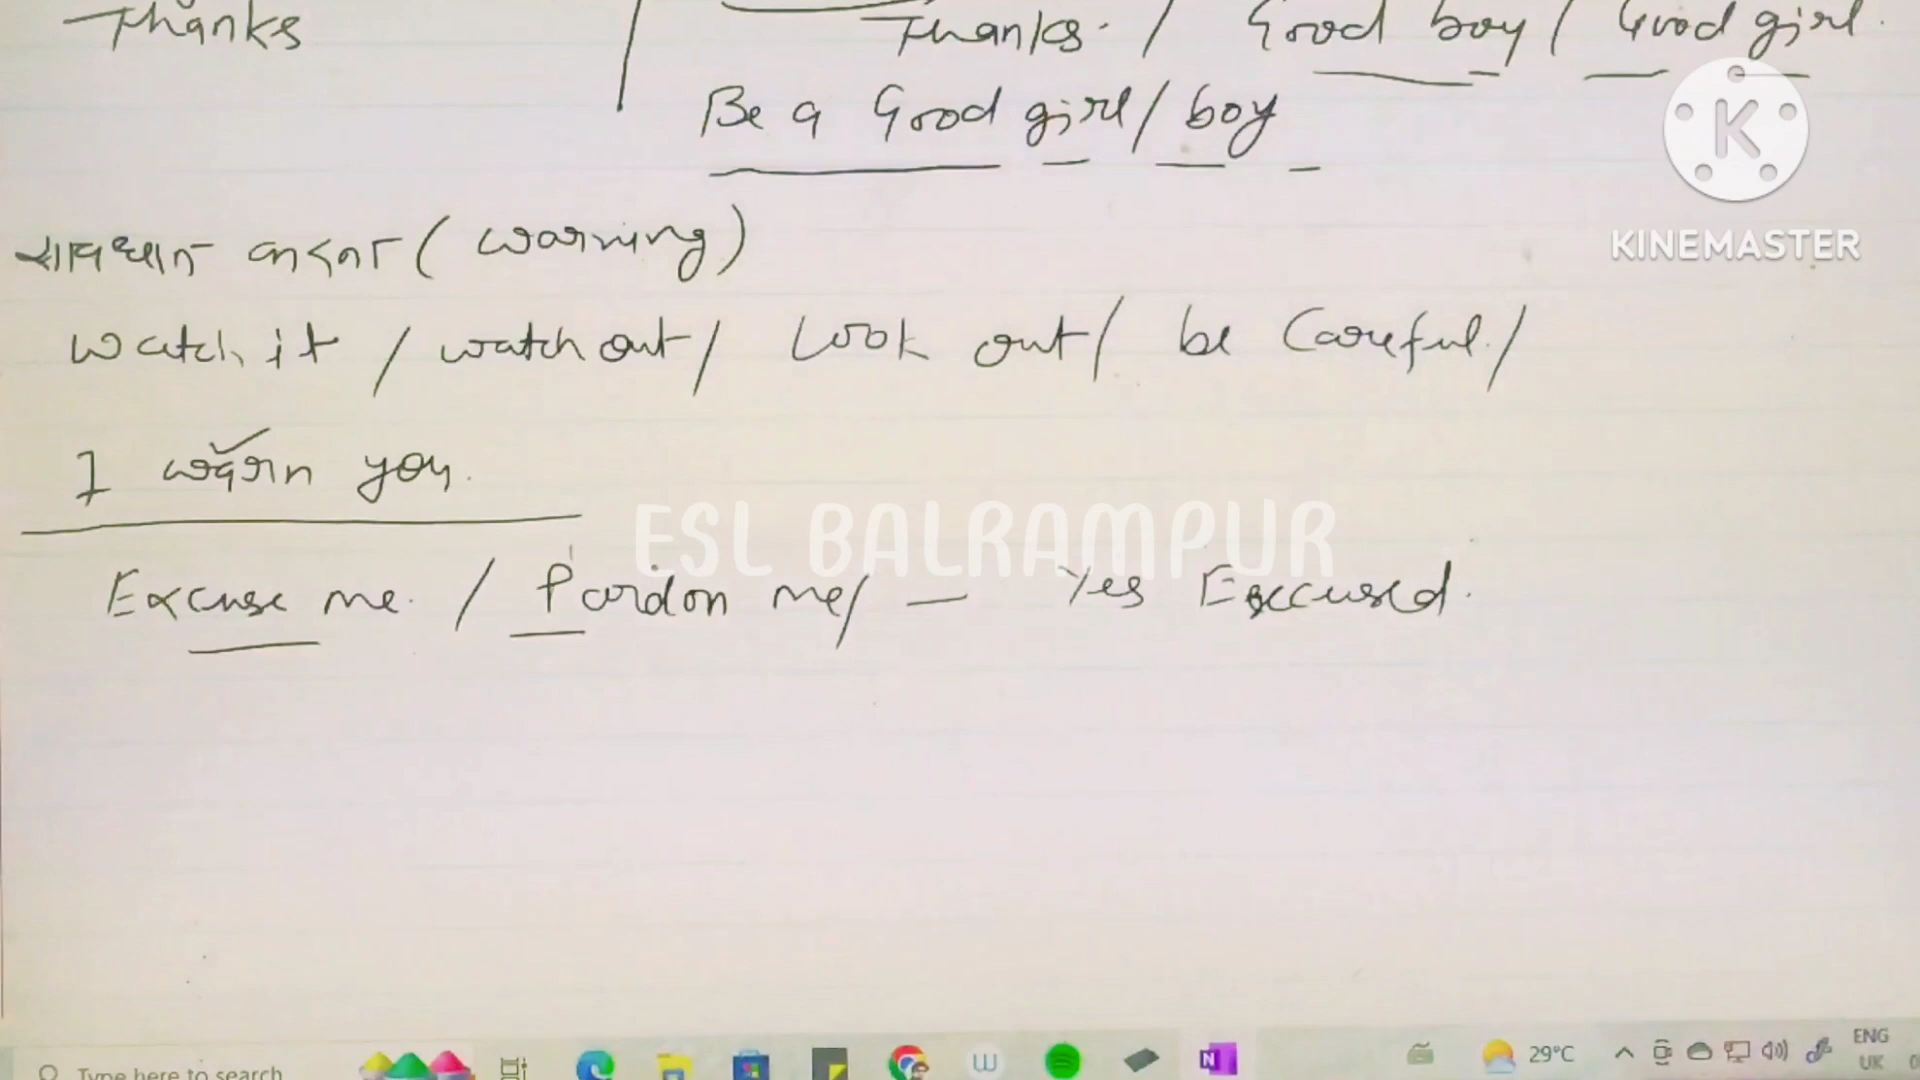 Thanks
Thanks. / Good boy / Good girl.
Be a Good girl / boy
सावधान करना ( warning )
Watch it / watch out / Look out / be Careful. /
I warn you.
Excuse me. / Pardon me / — Yes Excused.
ESL BALRAMPUR
K
KINEMASTER
Type here to search
29°C
ENG
UK